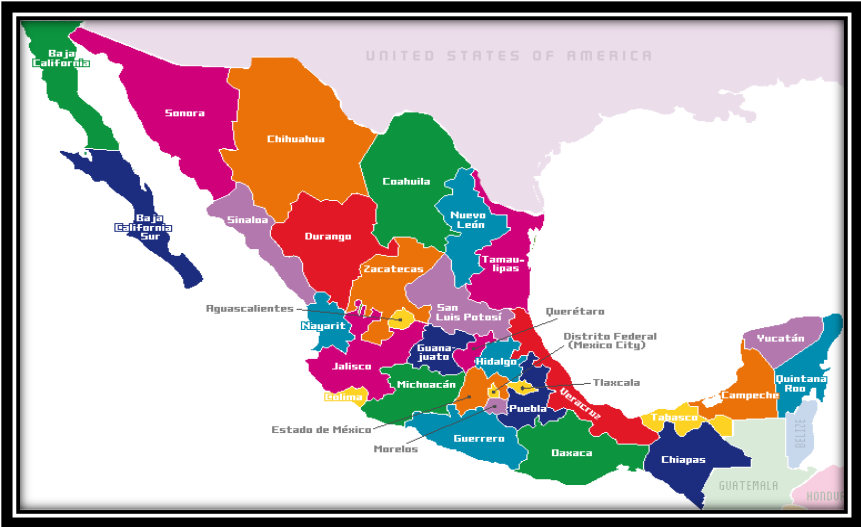 UNITED STATES OF AMERICA
Baja
California
Sonora
Chihuahua
Coahuila
Baja
California
Sur
Sinaloa
Nuevo
León
Durango
Tamau-
lipas
Zacatecas
Aguascalientes
San
Luis Potosí
Querétaro
Nayarit
Distrito Federal
(Mexico City)
Yucatán
Guana-
juato
Hidalgo
Jalisco
Michoacán
Tlaxcala
Quintana
Roo
Campeche
Colima
Veracruz
Puebla
Tabasco
Estado de México
Morelos
Guerrero
Oaxaca
Chiapas
BELIZE
GUATEMALA
HONDUR